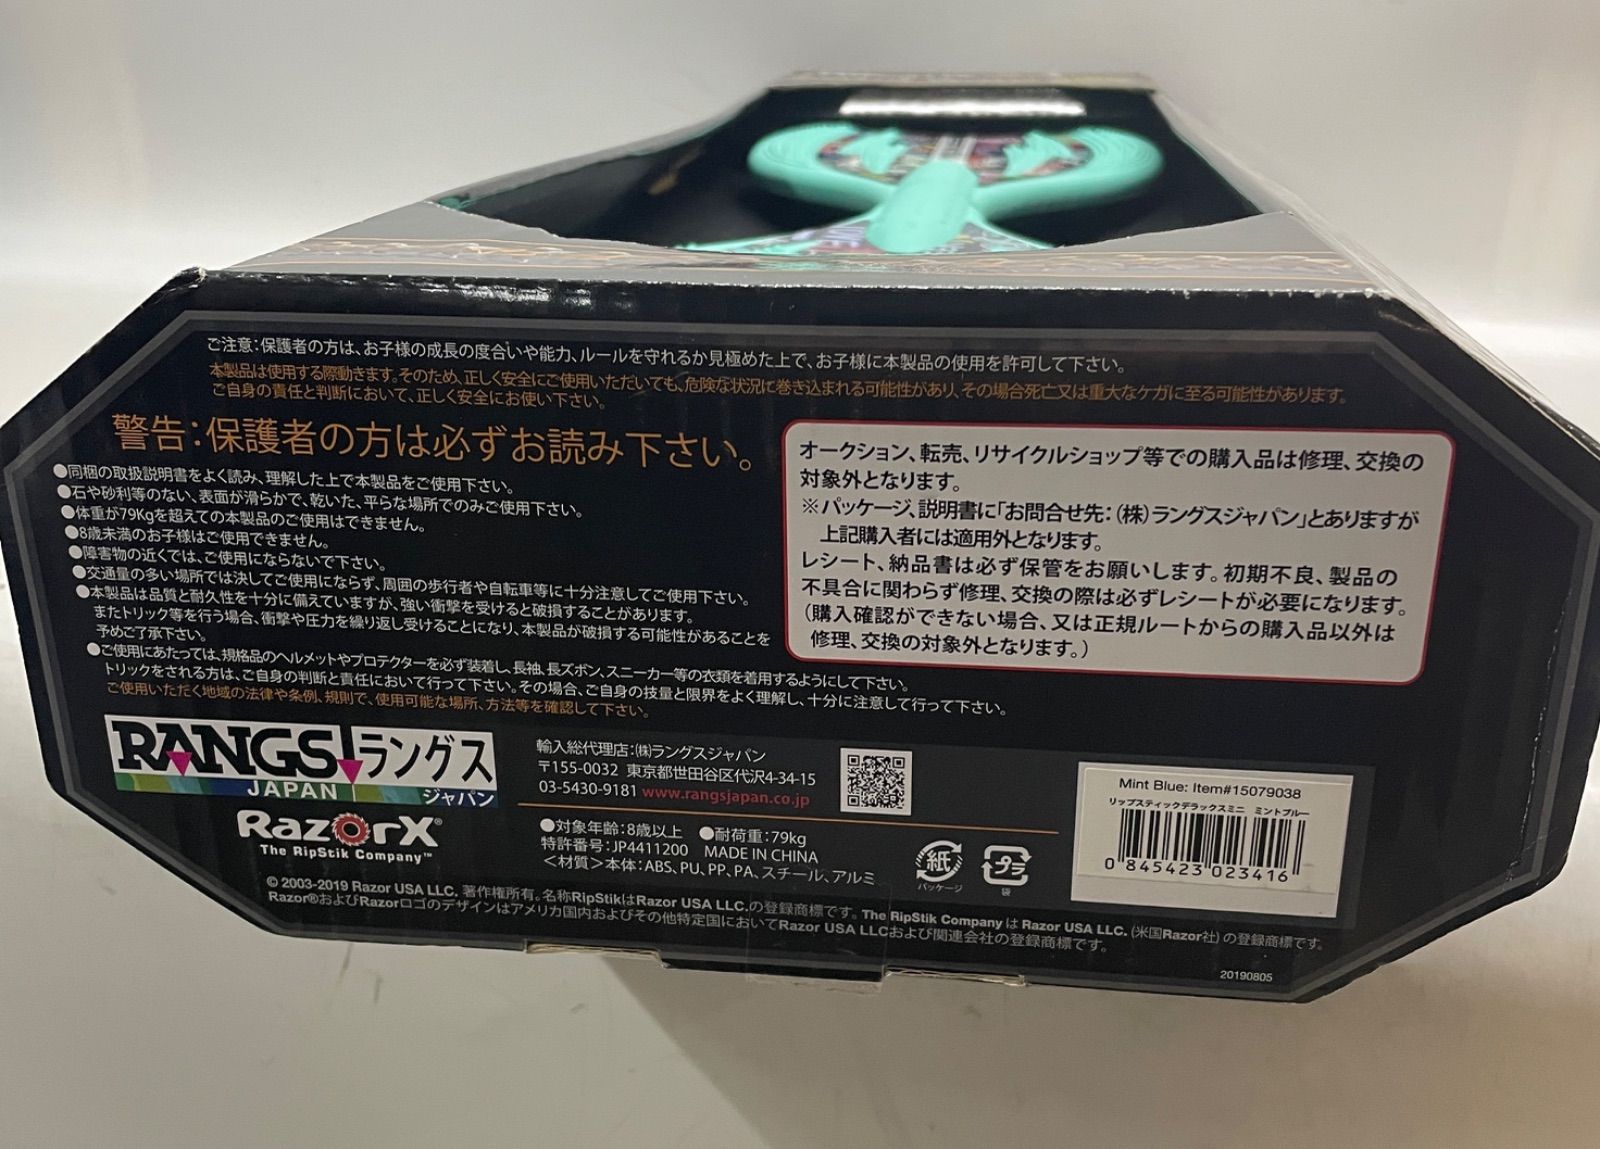 ご注意：保護者の方は、お子様の成長の度合いや能力、ルールを守れるか見極めた上で、お子様に本製品の使用を許可して下さい。
本製品は使用する際動きます。そのため、正しく安全にご使用いただいても、危険な状況に巻き込まれる可能性があり、その場合死亡又は重大なケガに至る可能性があります。
ご自身の責任と判断において、正しく安全にお使い下さい。
警告：保護者の方は必ずお読み下さい。
●同梱の取扱説明書をよく読み、理解した上で本製品をご使用下さい。
●石や砂利等のない、表面が滑らかで、乾いた、平らな場所でのみご使用下さい。
●体重が79Kgを超えての本製品のご使用はできません。
●8歳未満のお子様はご使用できません。
●障害物の近くでは、ご使用にならないで下さい。
●交通量の多い場所では決してご使用にならず、周囲の歩行者や自転車等に十分注意してご使用下さい。
●本製品は品質と耐久性を十分に備えていますが、強い衝撃を受けると破損することがあります。
またトリック等を行う場合、衝撃や圧力を繰り返し受けることになり、本製品が破損する可能性があることを
予めご了承下さい。
●ご使用にあたっては、規格品のヘルメットやプロテクターを必ず装着し、長袖、長ズボン、スニーカー等の衣類を着用するようにして下さい。
トリックをされる方は、ご自身の判断と責任において行って下さい。その場合、ご自身の技量と限界をよく理解し、十分に注意して行って下さい。
ご使用いただく地域の法律や条例、規則で、使用可能な場所、方法等を確認して下さい。
オークション、転売、リサイクルショップ等での購入品は修理、交換の
対象外となります。
※パッケージ、説明書に「お問合せ先：(株)ラングスジャパン」とありますが
上記購入者には適用外となります。
レシート、納品書は必ず保管をお願いします。初期不良、製品の
不具合に関わらず修理、交換の際は必ずレシートが必要になります。
(購入確認ができない場合、又は正規ルートからの購入品以外は
修理、交換の対象外となります。)
RANGS ラングス
JAPAN ジャパン
RazorX®
The RipStik Company™
輸入総代理店：(株)ラングスジャパン
〒155-0032 東京都世田谷区代沢4-34-15
03-5430-9181 www.rangsjapan.co.jp
●対象年齢：8歳以上 ●耐荷重：79kg
特許番号：JP4411200 MADE IN CHINA
＜材質＞本体：ABS, PU, PP, PA, スチール、アルミ
紙
パッケージ
プラ
袋
Mint Blue: Item#15079038
リップスティックデラックスミニ ミントブルー
0 845423 023416
© 2003-2019 Razor USA LLC. 著作権所有。名称RipStikはRazor USA LLC.の登録商標です。The RipStik Company は Razor USA LLC. (米国Razor社) の登録商標です。
Razor®およびRazorロゴのデザインはアメリカ国内およびその他特定国においてRazor USA LLCおよび関連会社の登録商標です。
20190805